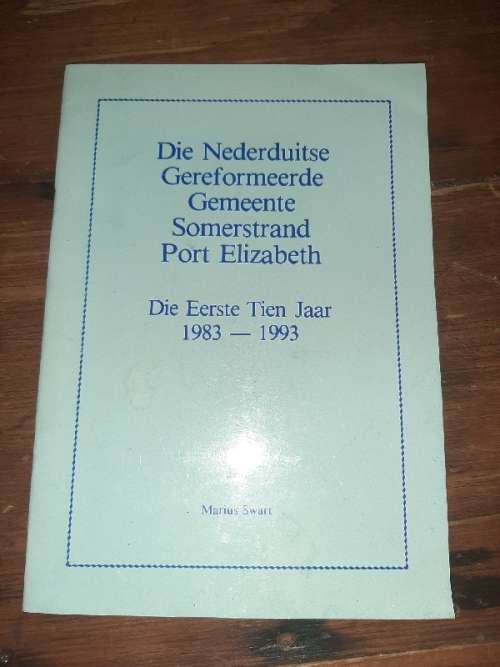 Die Nederduitse
Gereformeerde
Gemeente
Somerstrand
Port Elizabeth
Die Eerste Tien Jaar
1983 — 1993
Marius Swart